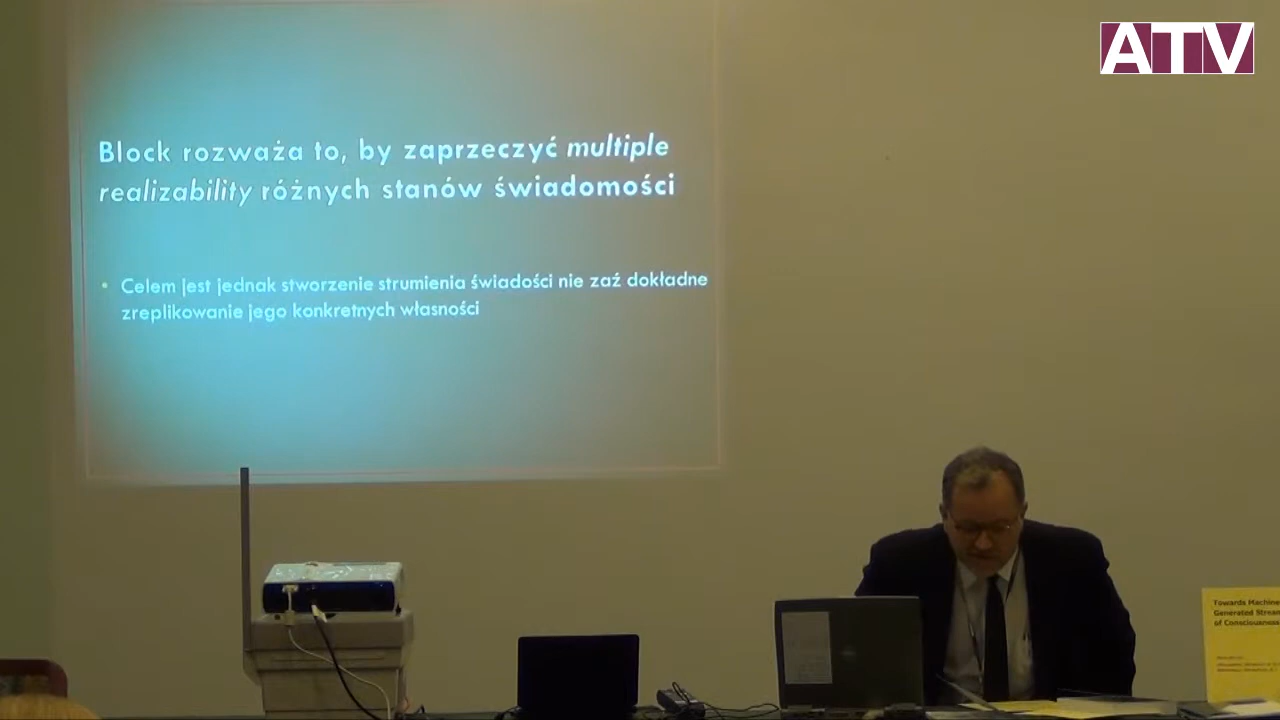 ATV
Block rozważa to, by zaprzeczyć multiple
realizability różnych stanów świadomości
• Celem jest jednak stworzenie strumienia świadości nie zaź dokładne
zreplikowanie jego konkretnych własności
Towards Machine
Generated Strea
of Consciousness